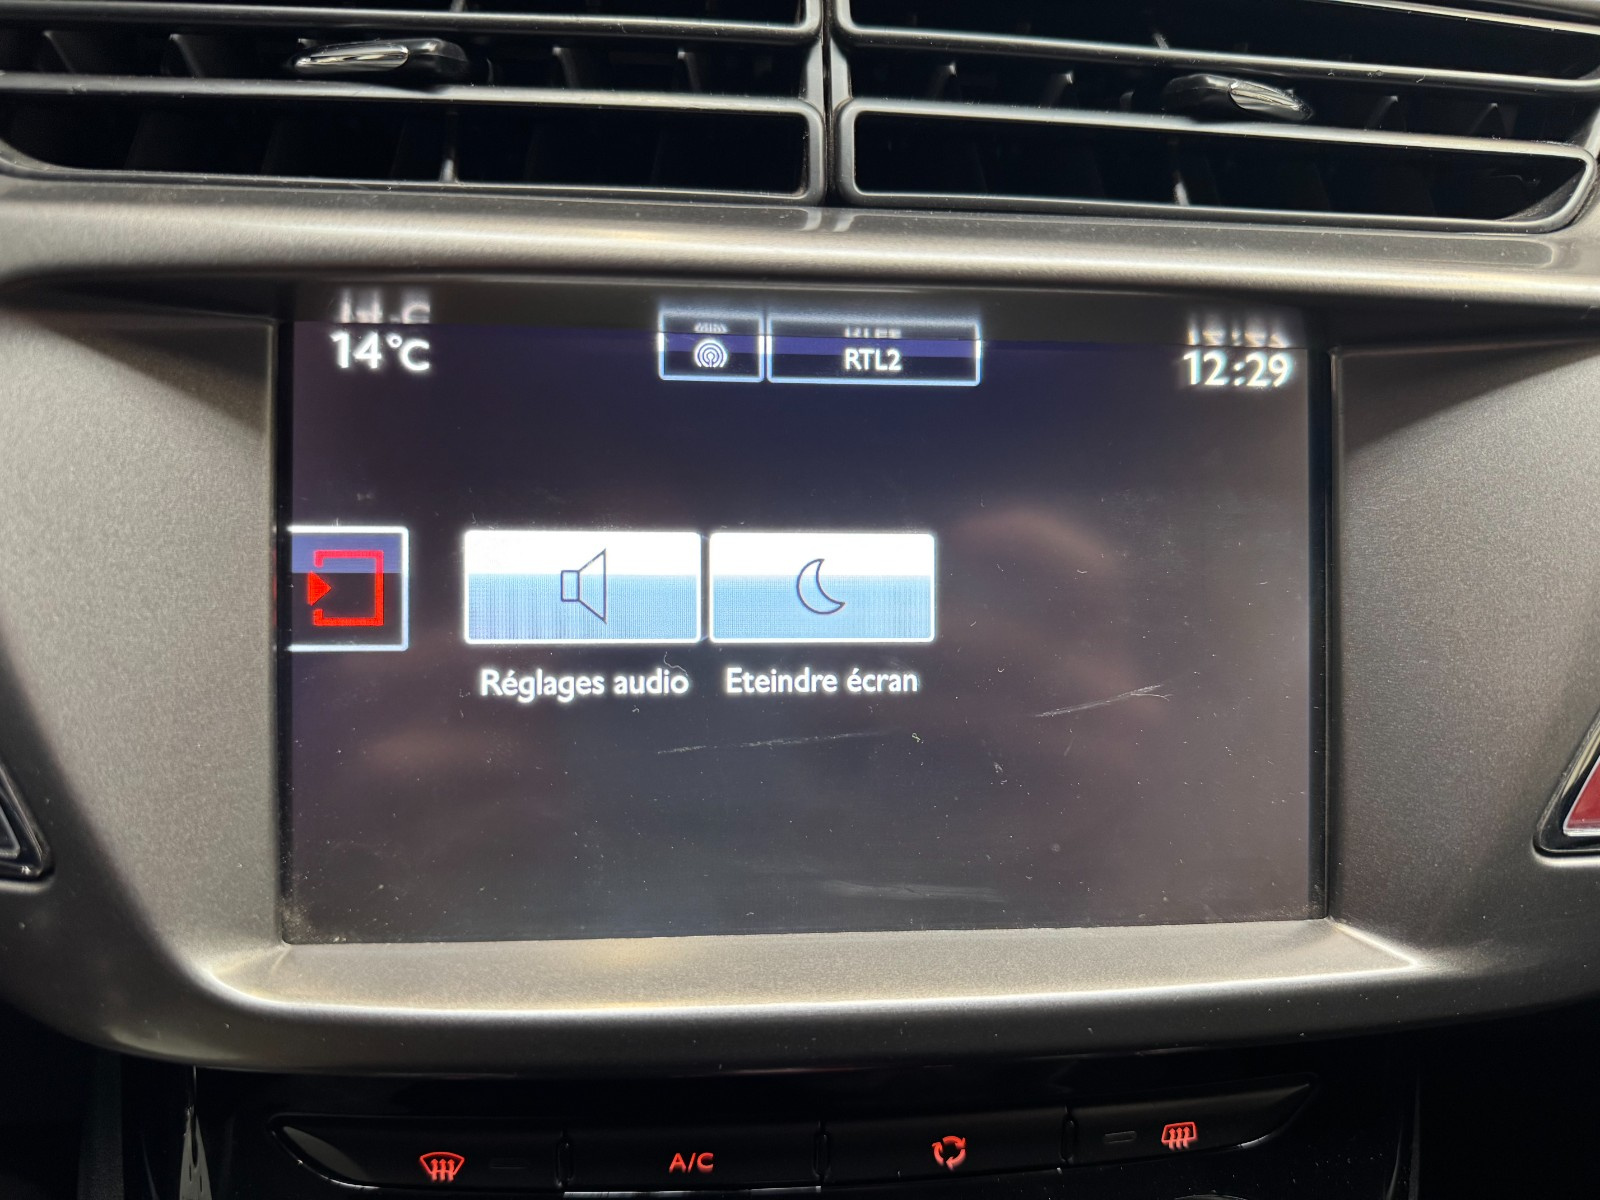 14°C
RTL2
12:29
Réglages audio
Eteindre écran
A/C